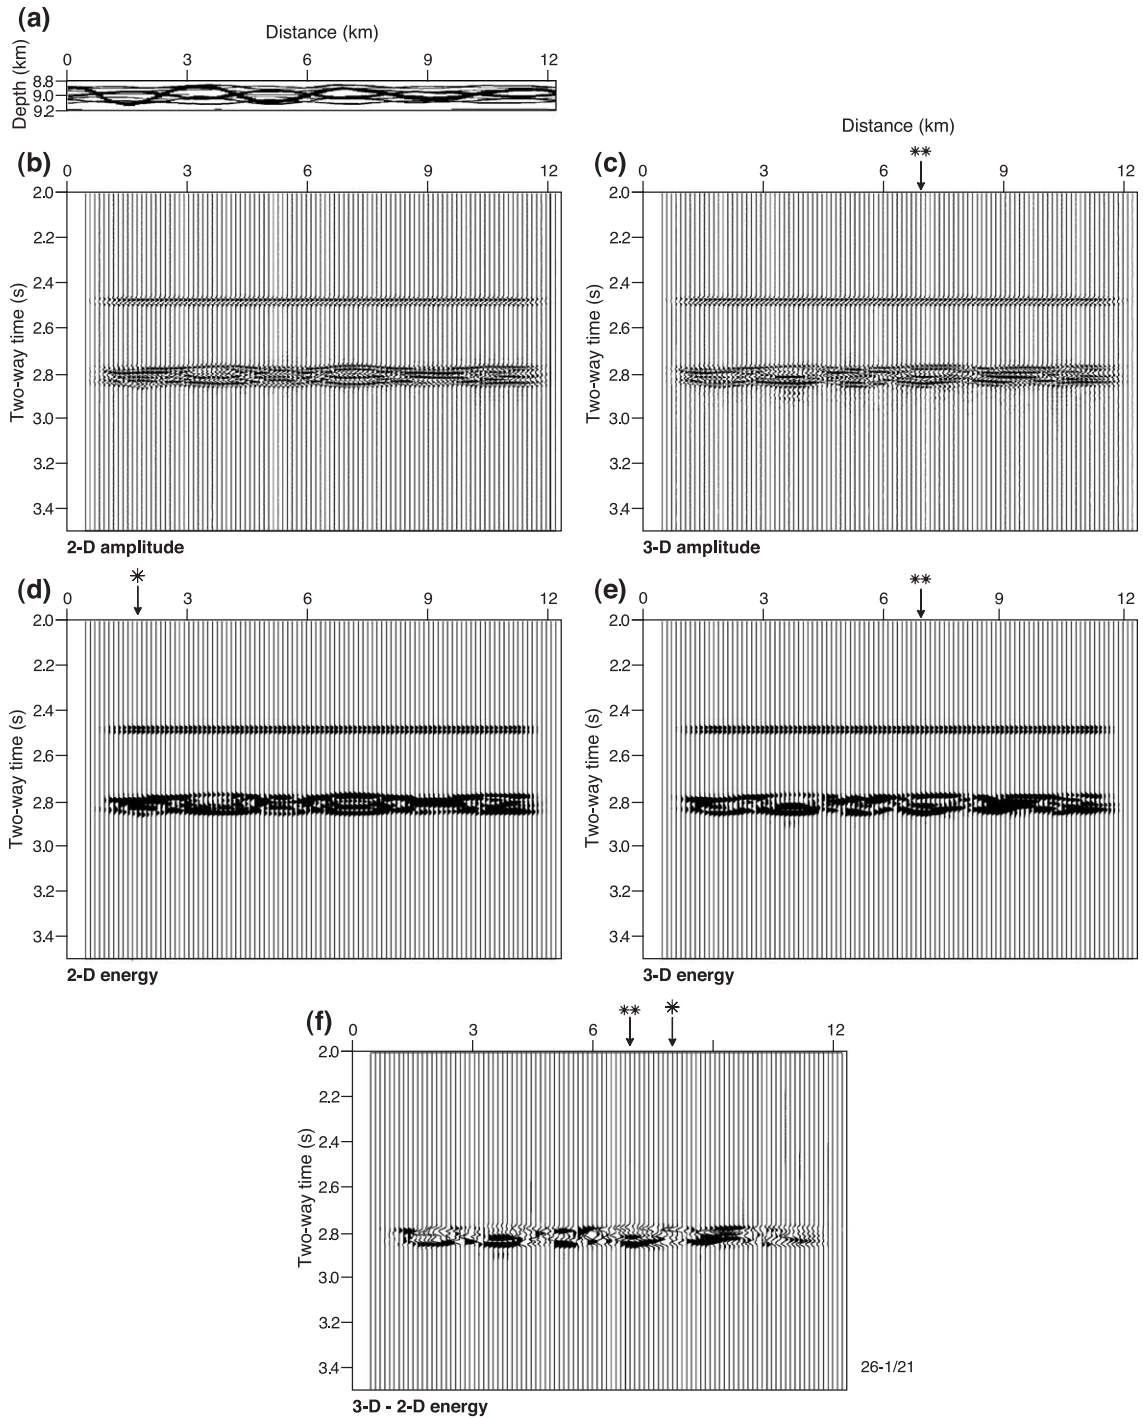 (a)
Distance (km)
0 3 6 9 12
Depth (km)
8.8
9.0
9.2
Distance (km)
(b)
0 3 6 9 12
(c)
**
0 3 6 9 12
Two-way time (s)
2.0
2.2
2.4
2.6
2.8
3.0
3.2
3.4
2-D amplitude
Two-way time (s)
2.0
2.2
2.4
2.6
2.8
3.0
3.2
3.4
3-D amplitude
(d)
*
0 3 6 9 12
(e)
**
0 3 6 9 12
Two-way time (s)
2.0
2.2
2.4
2.6
2.8
3.0
3.2
3.4
2-D energy
Two-way time (s)
2.0
2.2
2.4
2.6
2.8
3.0
3.2
3.4
3-D energy
(f)
** *
0 3 6 12
Two-way time (s)
2.0
2.2
2.4
2.6
2.8
3.0
3.2
3.4
3-D - 2-D energy
26-1/21